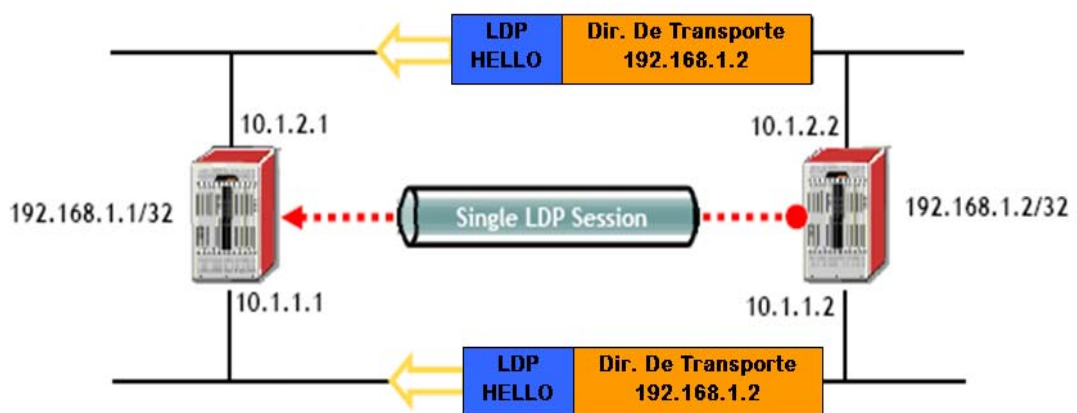 LDP
HELLO
Dir. De Transporte
192.168.1.2
10.1.2.1
10.1.2.2
192.168.1.1/32
Single LDP Session
192.168.1.2/32
10.1.1.1
10.1.1.2
LDP
HELLO
Dir. De Transporte
192.168.1.2